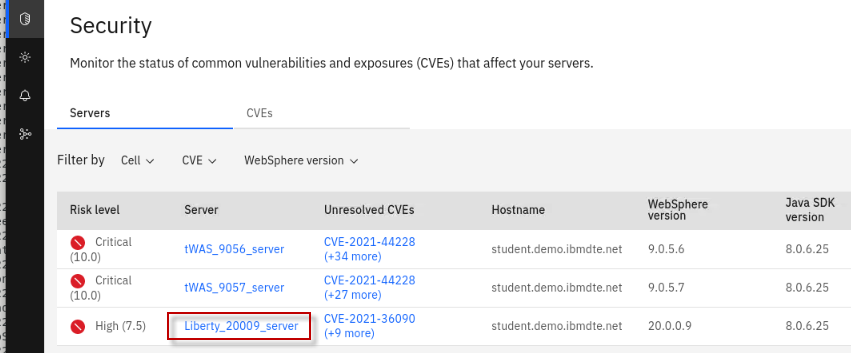 Security
Monitor the status of common vulnerabilities and exposures (CVEs) that affect your servers.
Servers CVEs
Filter by Cell CVE WebSphere version
Risk level Server Unresolved CVEs Hostname WebSphere version Java SDK version
Critical (10.0) tWAS_9056_server CVE-2021-44228 (+34 more) student.demo.ibmdte.net 9.0.5.6 8.0.6.25
Critical (10.0) tWAS_9057_server CVE-2021-44228 (+27 more) student.demo.ibmdte.net 9.0.5.7 8.0.6.25
High (7.5) Liberty_20009_server CVE-2021-36090 (+9 more) student.demo.ibmdte.net 20.0.0.9 8.0.6.25